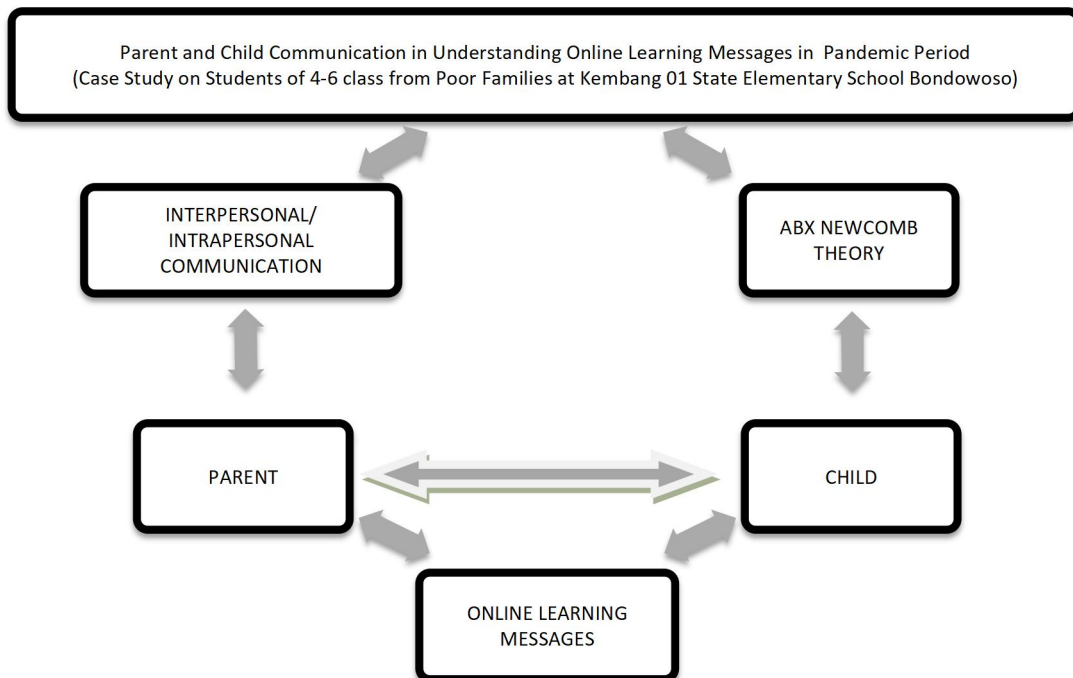 Parent and Child Communication in Understanding Online Learning Messages in Pandemic Period
(Case Study on Students of 4-6 class from Poor Families at Kembang 01 State Elementary School Bondowoso)
INTERPERSONAL/
INTRAPERSONAL
COMMUNICATION
ABX NEWCOMB
THEORY
PARENT
CHILD
ONLINE LEARNING
MESSAGES